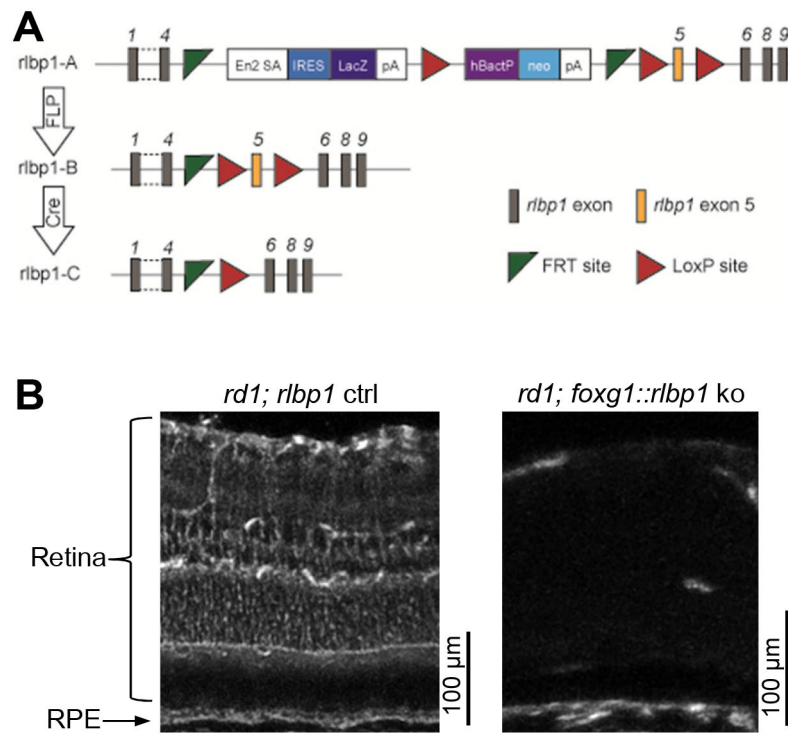 A
1 4 5 6 8 9
rlbp1-A En2 SA IRES LacZ pA hBactP neo pA
FLP
1 4 5 6 8 9
rlbp1-B
Cre
rlbp1 exon rlbp1 exon 5
1 4 6 8 9
rlbp1-C
FRT site LoxP site
B
rd1; rlbp1 ctrl rd1; foxg1::rlbp1 ko
Retina
RPE
100 µm
100 µm